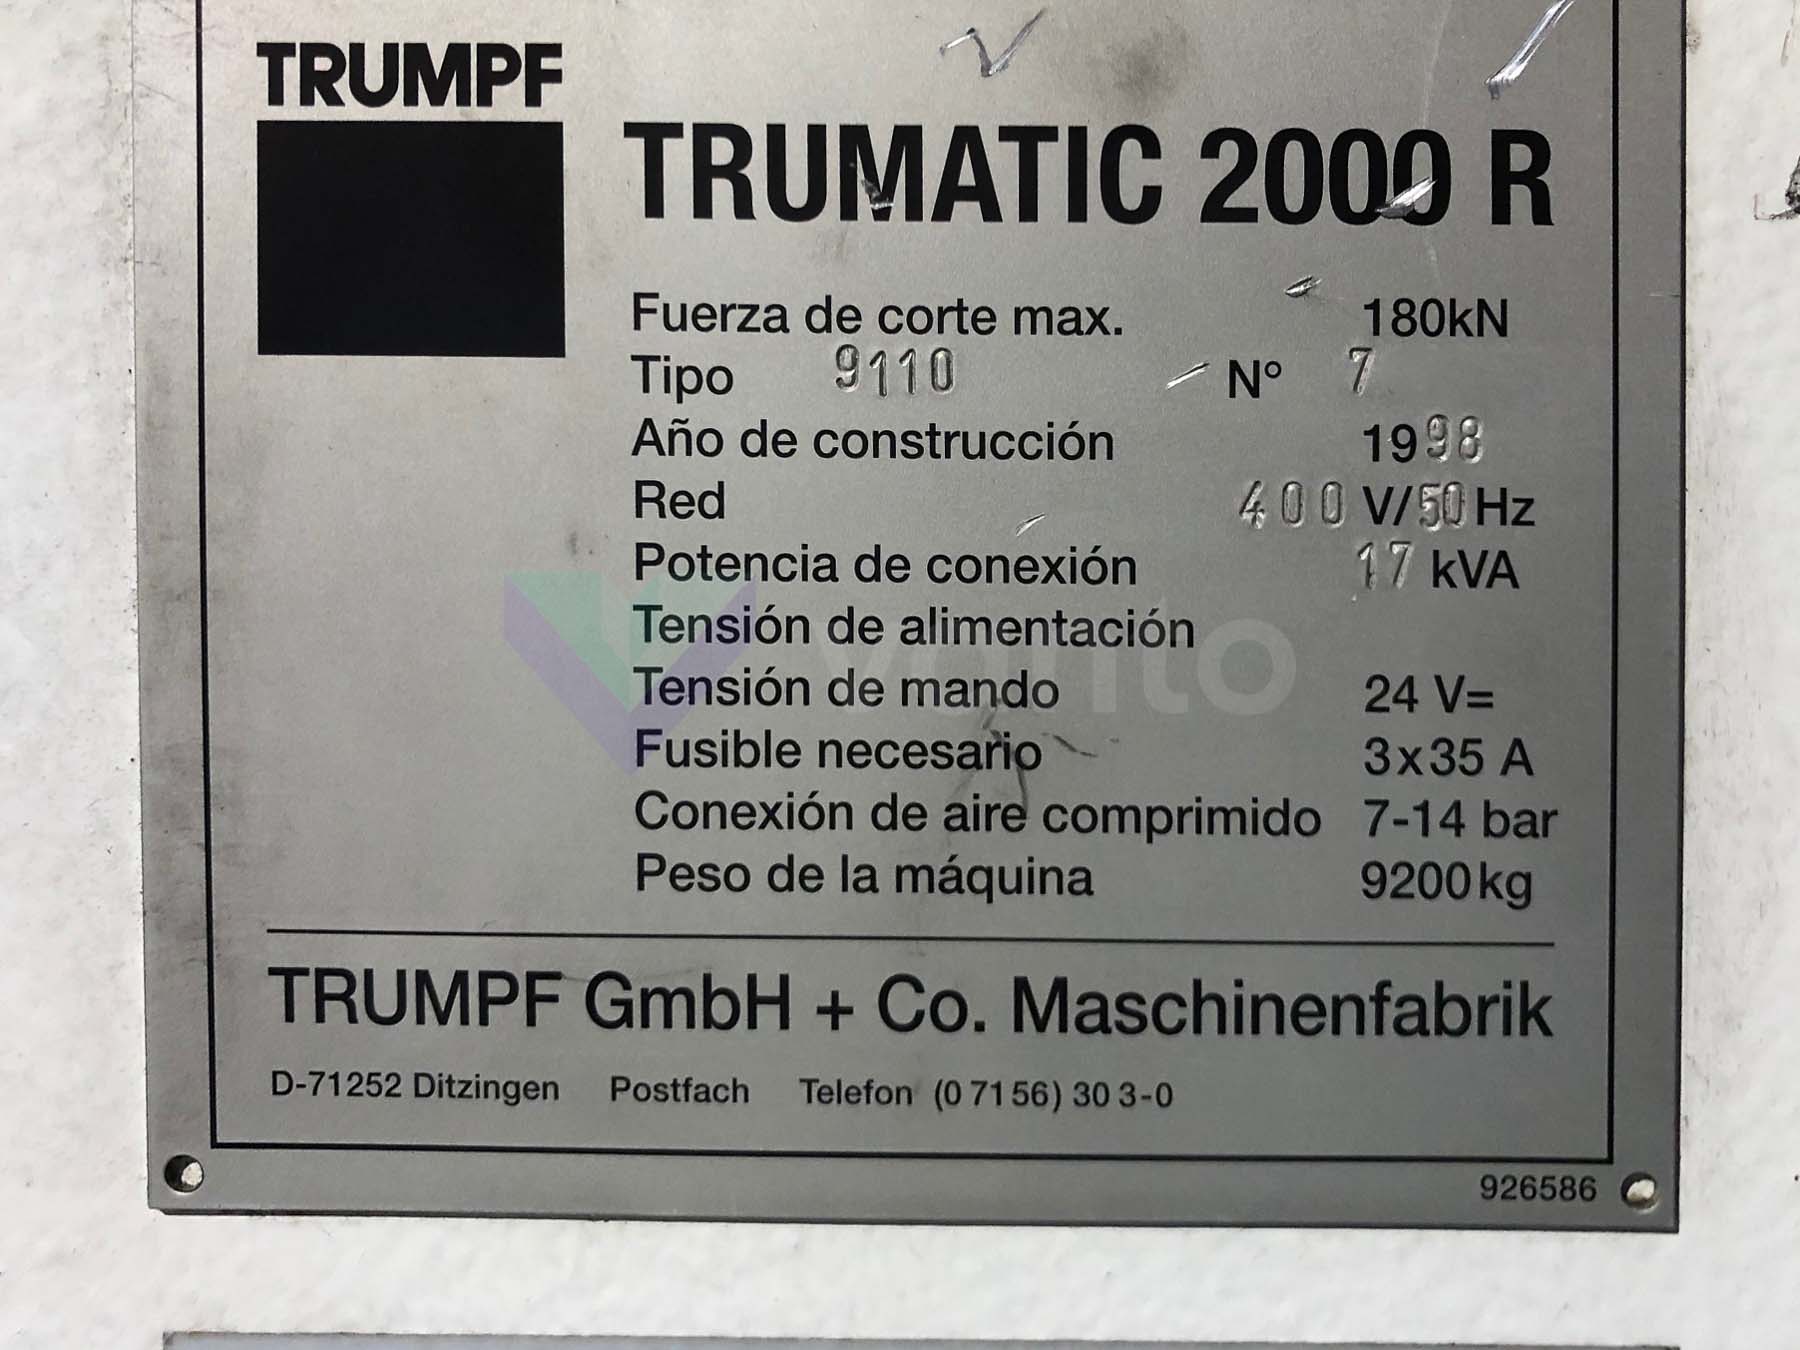 TRUMPF
TRUMATIC 2000 R
Fuerza de corte max. 180kN
Tipo 9110 Nº 7
Año de construcción 1998
Red 400 V/50 Hz
Potencia de conexión 17 kVA
Tensión de alimentación
Tensión de mando 24 V=
Fusible necesario 3x35 A
Conexión de aire comprimido 7-14 bar
Peso de la máquina 9200kg
TRUMPF GmbH + Co. Maschinenfabrik
D-71252 Ditzingen Postfach Telefon (0 71 56) 30 3-0
926586